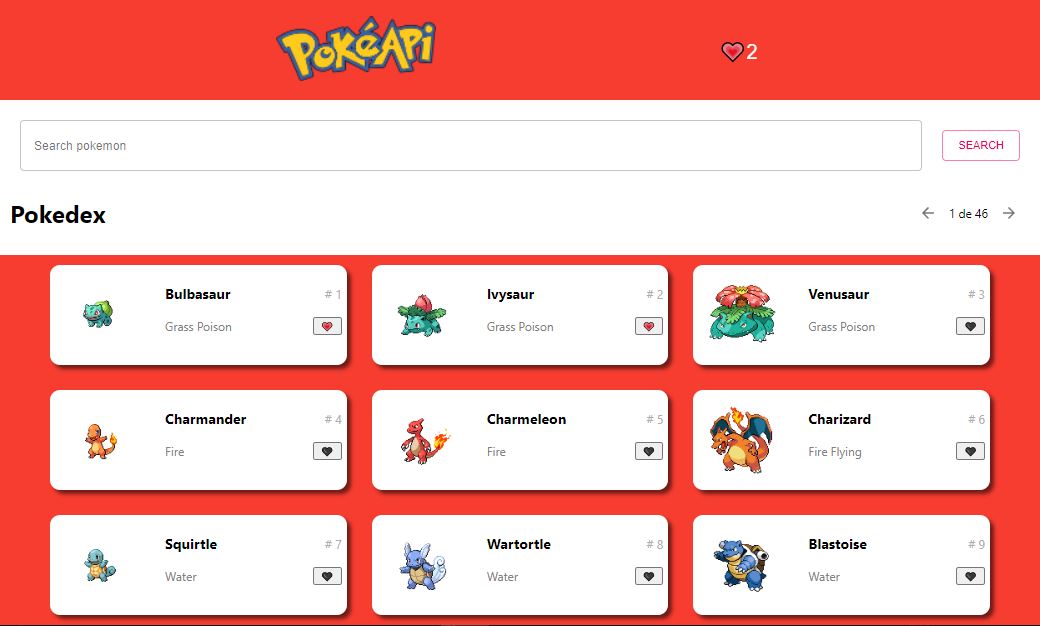 PokéApi
2
Search pokemon
SEARCH
Pokedex
1 de 46
Bulbasaur # 1
Grass Poison
Ivysaur # 2
Grass Poison
Venusaur # 3
Grass Poison
Charmander # 4
Fire
Charmeleon # 5
Fire
Charizard # 6
Fire Flying
Squirtle # 7
Water
Wartortle # 8
Water
Blastoise # 9
Water